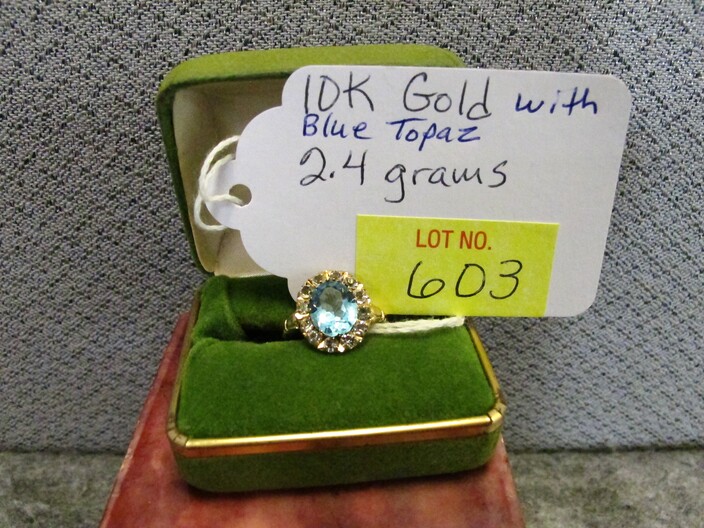 10K Gold with
Blue Topaz
2.4 grams
LOT NO.
603